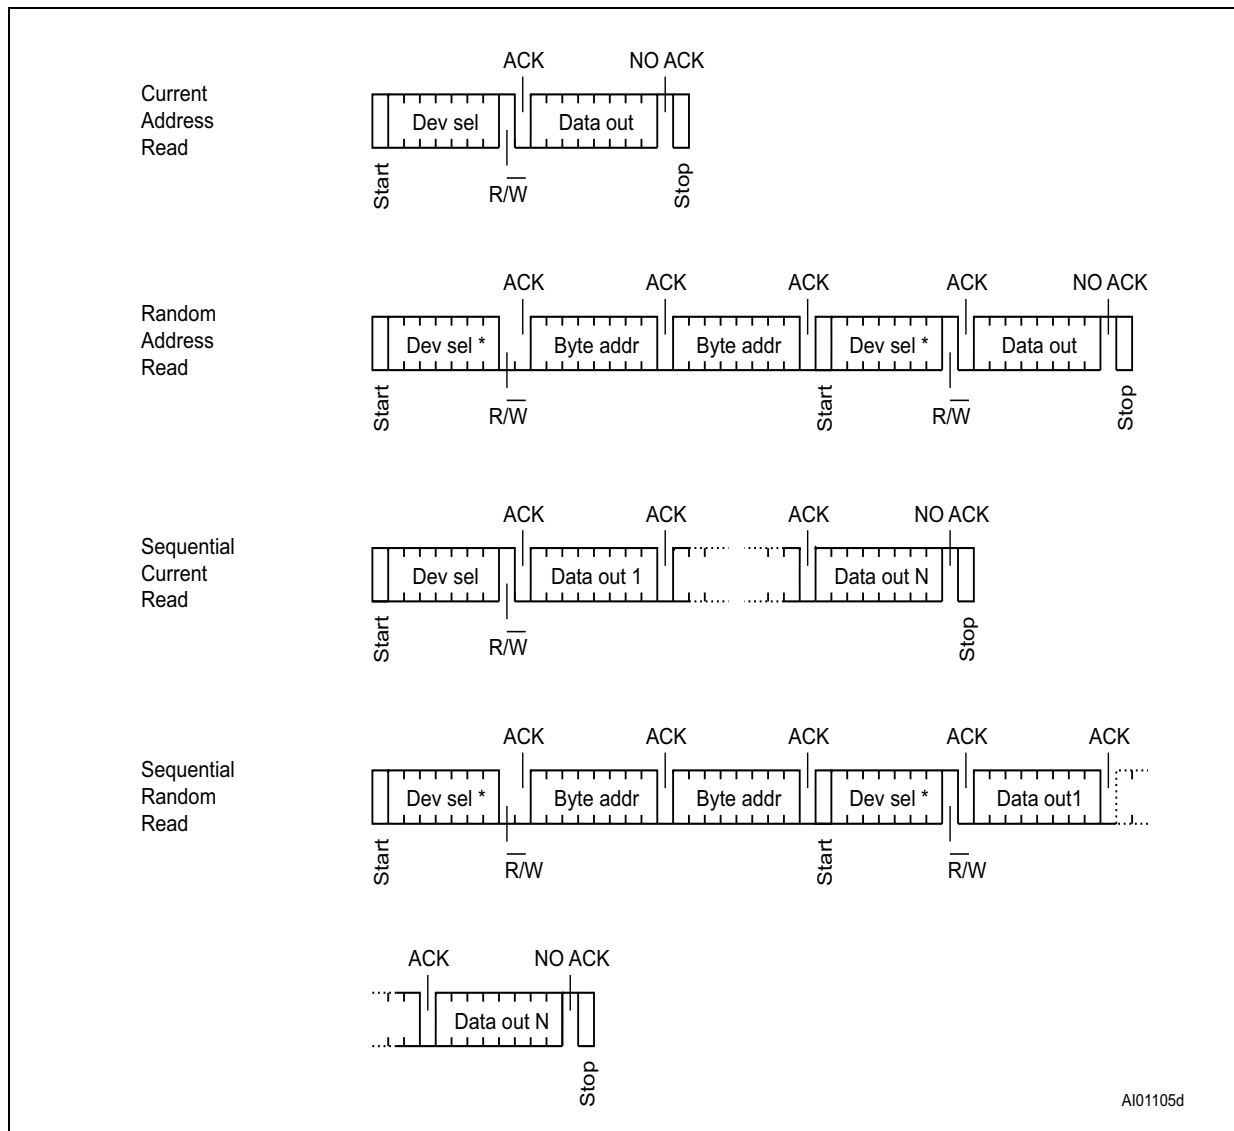 ACK NO ACK
Current
Address
Read
Dev sel Data out
Start R/W̅ Stop
ACK ACK ACK ACK NO ACK
Random
Address
Read
Dev sel * Byte addr Byte addr Dev sel * Data out
Start R/W̅ Start R/W̅ Stop
ACK ACK ACK NO ACK
Sequential
Current
Read
Dev sel Data out 1 Data out N
Start R/W̅ Stop
ACK ACK ACK ACK ACK
Sequential
Random
Read
Dev sel * Byte addr Byte addr Dev sel * Data out1
Start R̅/W Start R̅/W
ACK NO ACK
Data out N
Stop
AI01105d